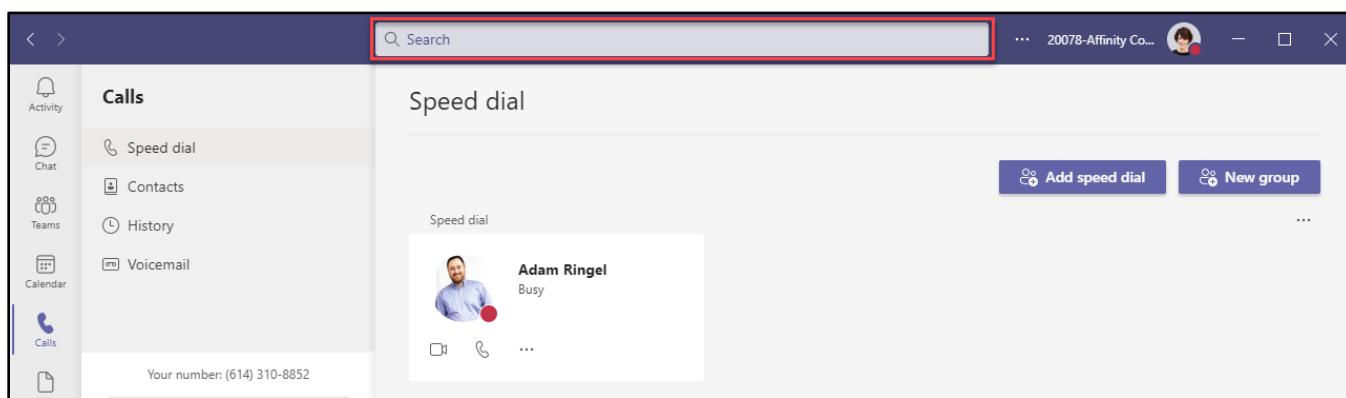 Search
20078-Affinity Co...
Activity
Chat
Teams
Calendar
Calls
Calls
Speed dial
Contacts
History
Voicemail
Your number: (614) 310-8852
Speed dial
Add speed dial
New group
Speed dial
...
Adam Ringel
Busy
...